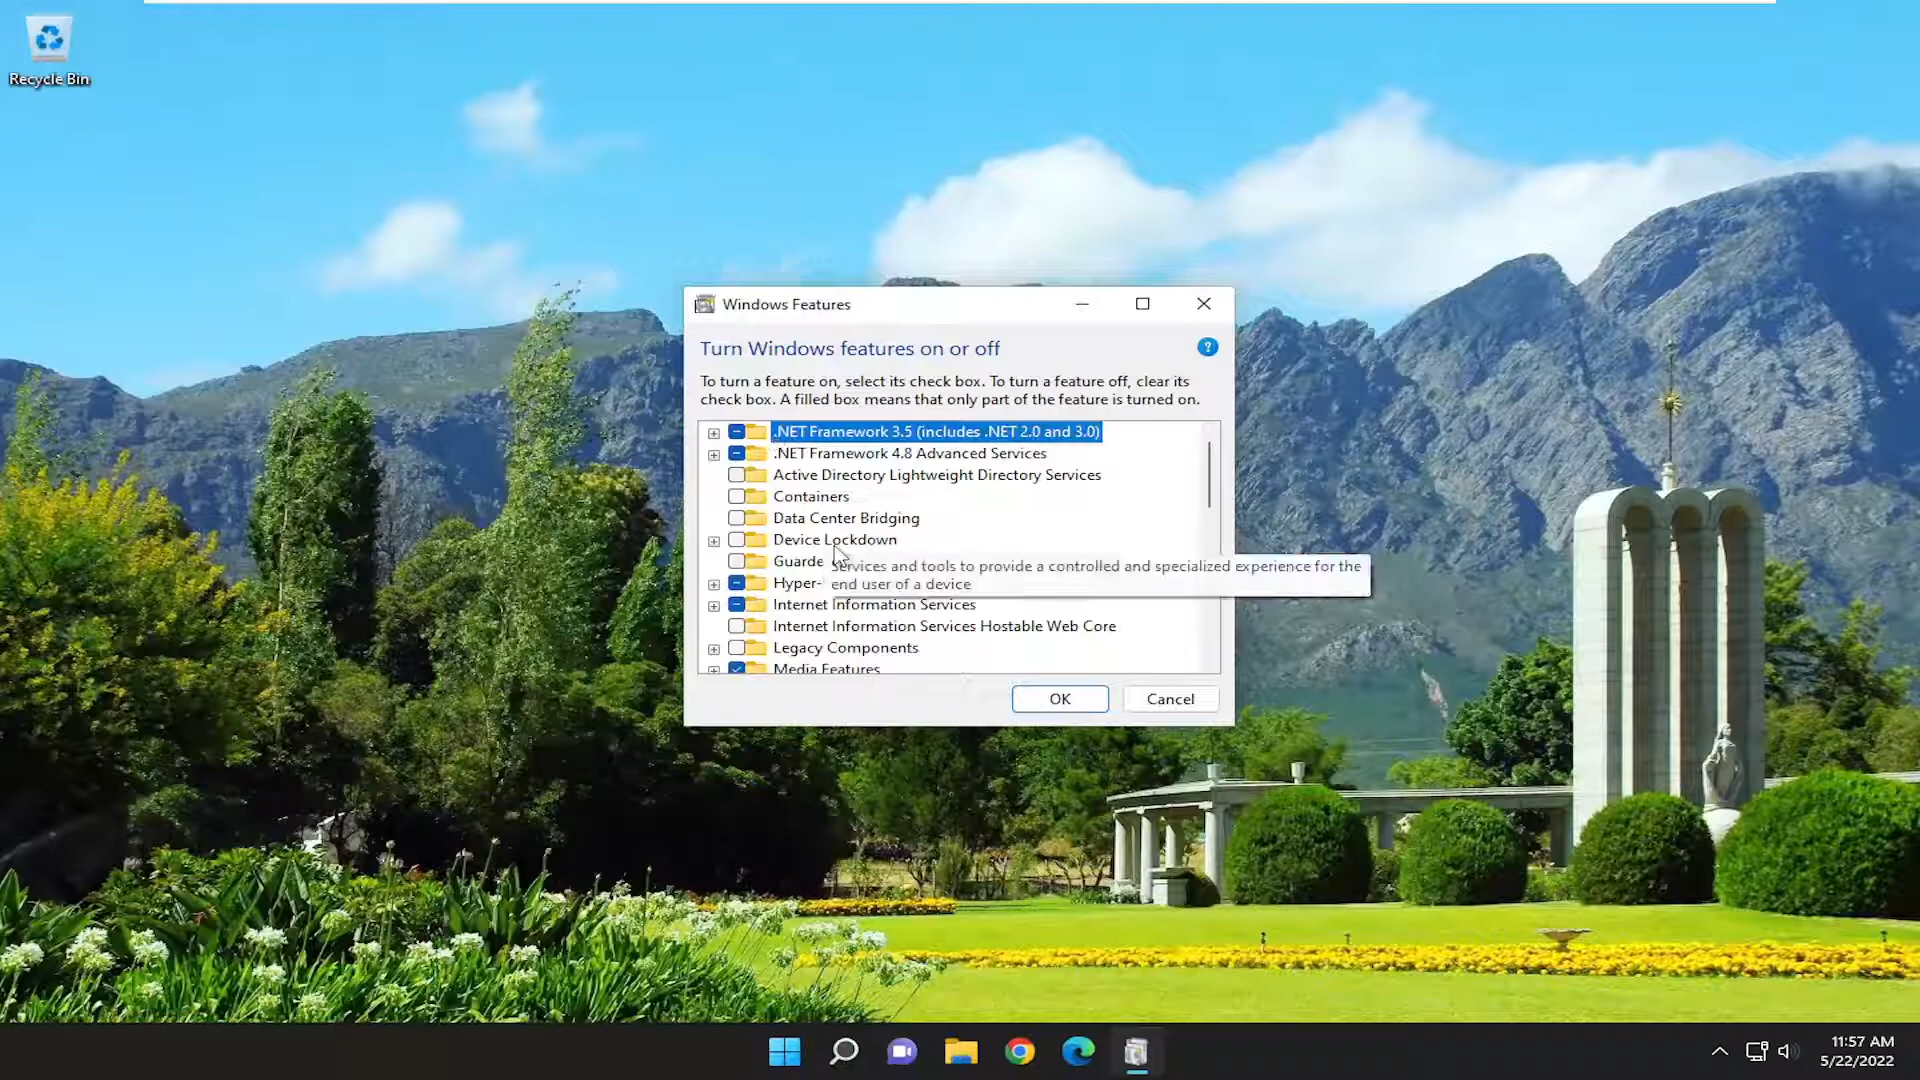 Recycle Bin
Windows Features
Turn Windows features on or off
To turn a feature on, select its check box. To turn a feature off, clear its
check box. A filled box means that only part of the feature is turned on.
.NET Framework 3.5 (includes .NET 2.0 and 3.0)
.NET Framework 4.8 Advanced Services
Active Directory Lightweight Directory Services
Containers
Data Center Bridging
Device Lockdown
Guarde
Services and tools to provide a controlled and specialized experience for the
end user of a device
Hyper-
Internet Information Services
Internet Information Services Hostable Web Core
Legacy Components
Media Features
OK
Cancel
11:57 AM
5/22/2022